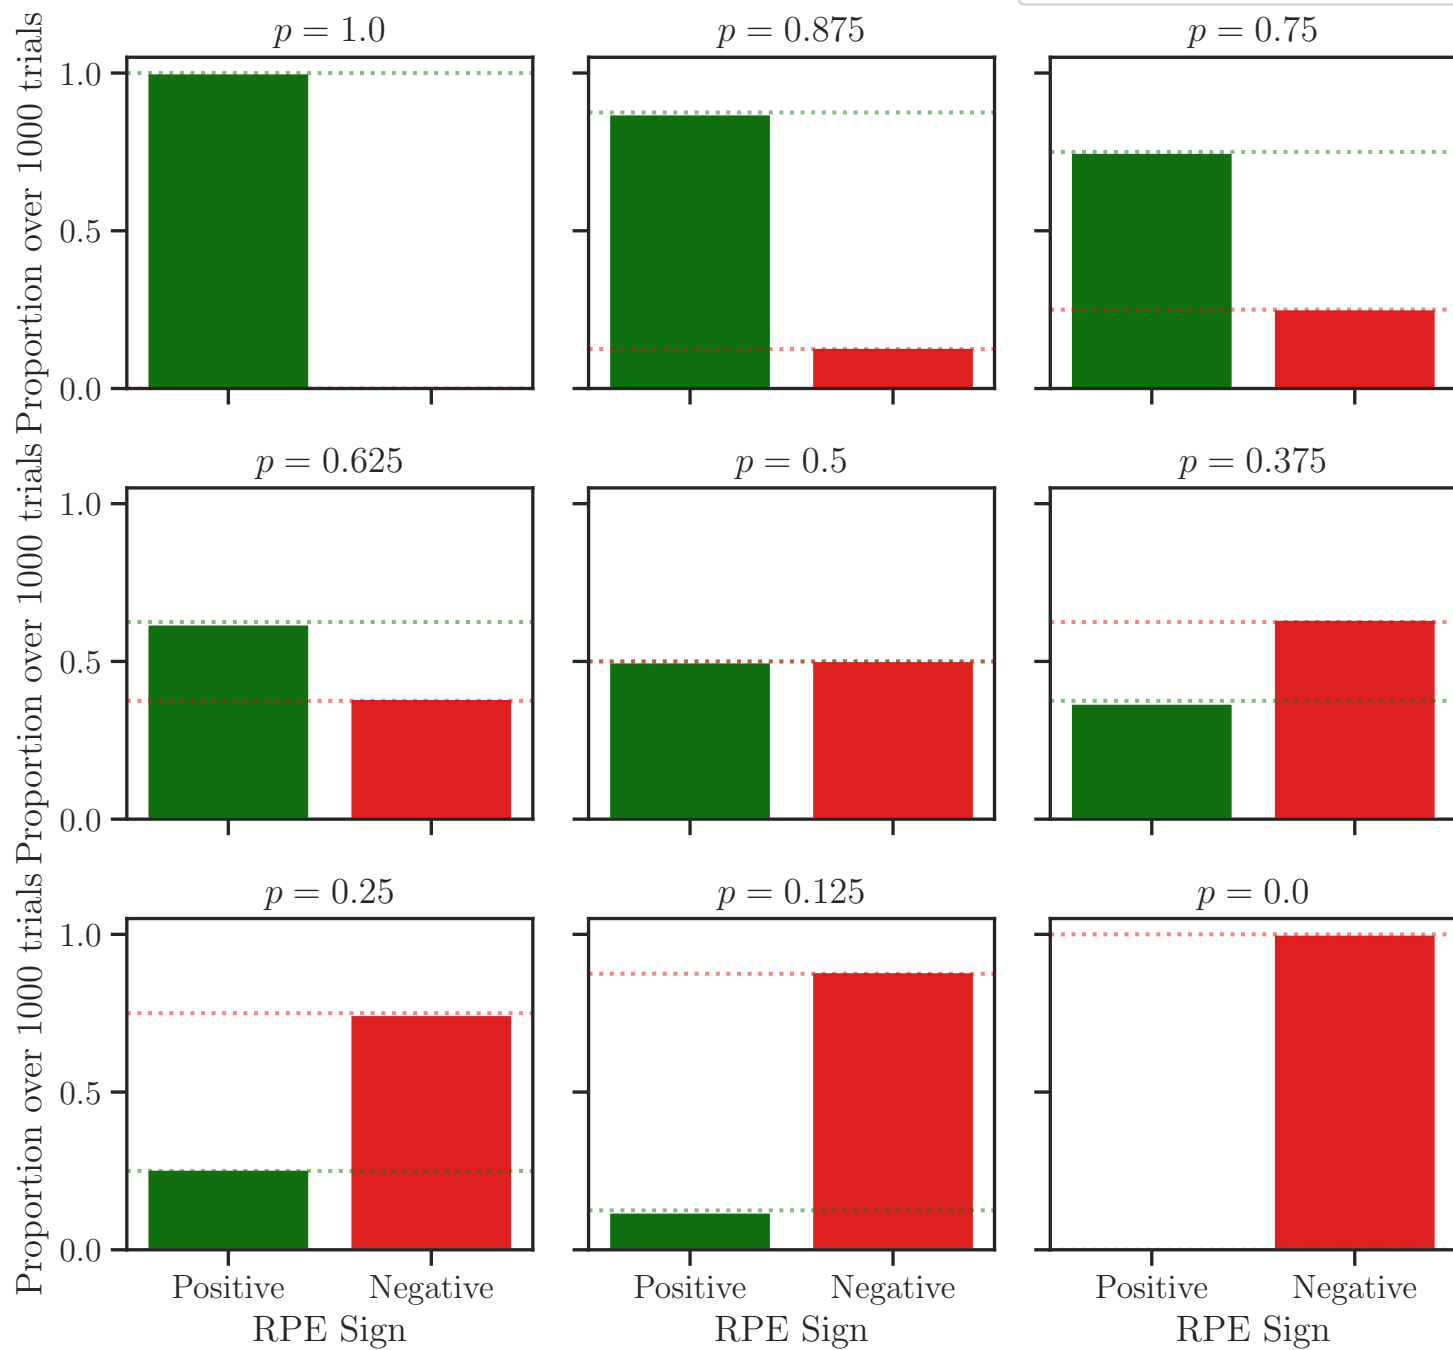 p = 1.0
p = 0.875
p = 0.75
Proportion over 1000 trials
1.0
0.5
0.0
p = 0.625
p = 0.5
p = 0.375
Proportion over 1000 trials
1.0
0.5
0.0
p = 0.25
p = 0.125
p = 0.0
Proportion over 1000 trials
1.0
0.5
0.0
Positive Negative
Positive Negative
Positive Negative
RPE Sign
RPE Sign
RPE Sign